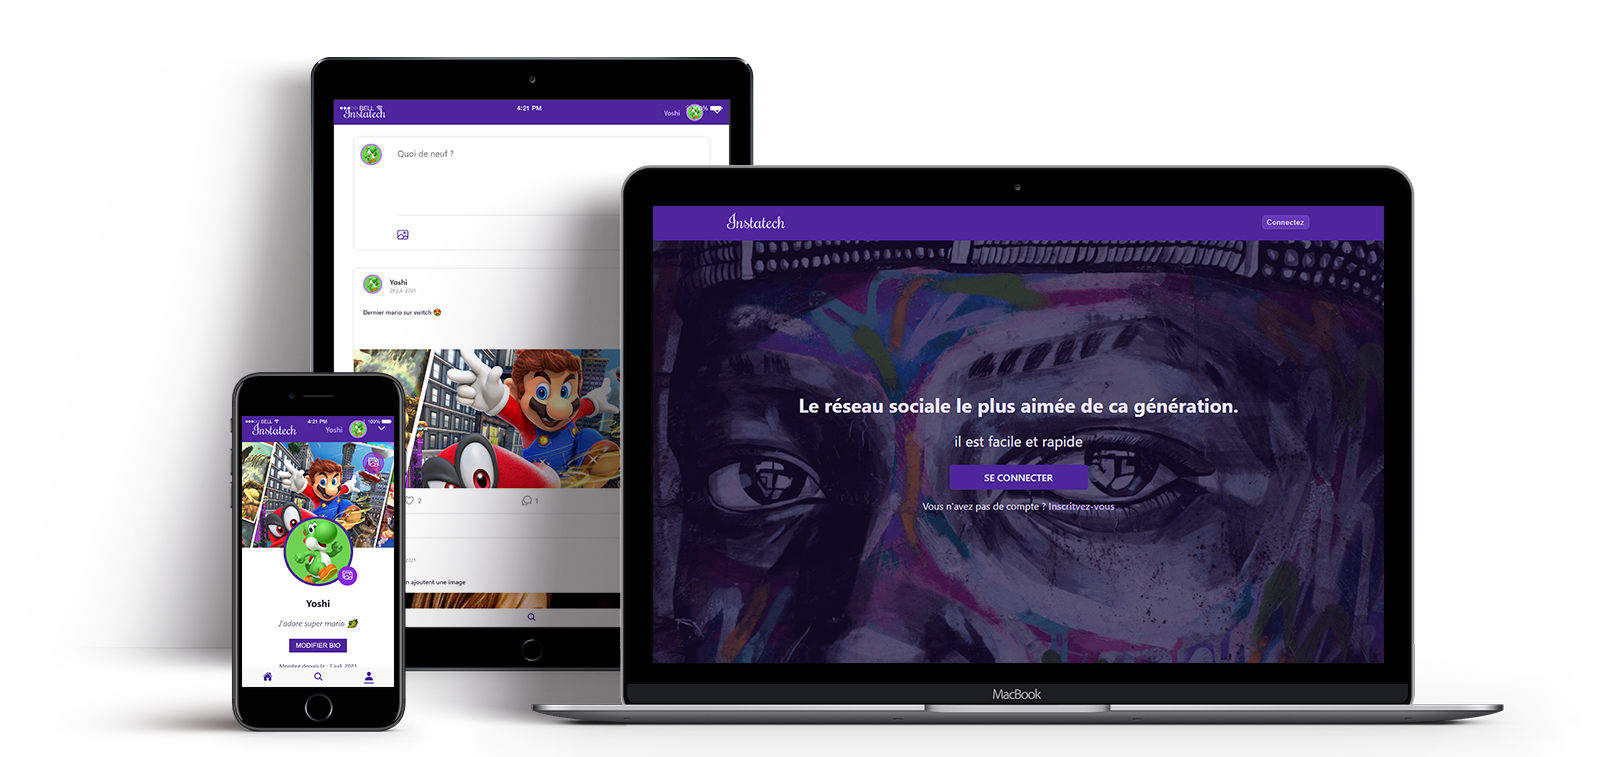 BELL
4:21 PM
Instatech
Yoshi
Quoi de neuf ?
Yoshi
28 juil. 2021
Dernier mario sur switch 😍
2
1
2021
n ajoutent une image
BELL
4:21 PM
100%
Instatech
Yoshi
Yoshi
J'adore super mario
MODIFIER BIO
Membre depuis le : 7 juil. 2021
Instatech
Connectez
Le réseau sociale le plus aimée de ca génération.
il est facile et rapide
SE CONNECTER
Vous n'avez pas de compte ? Inscritvez-vous
MacBook